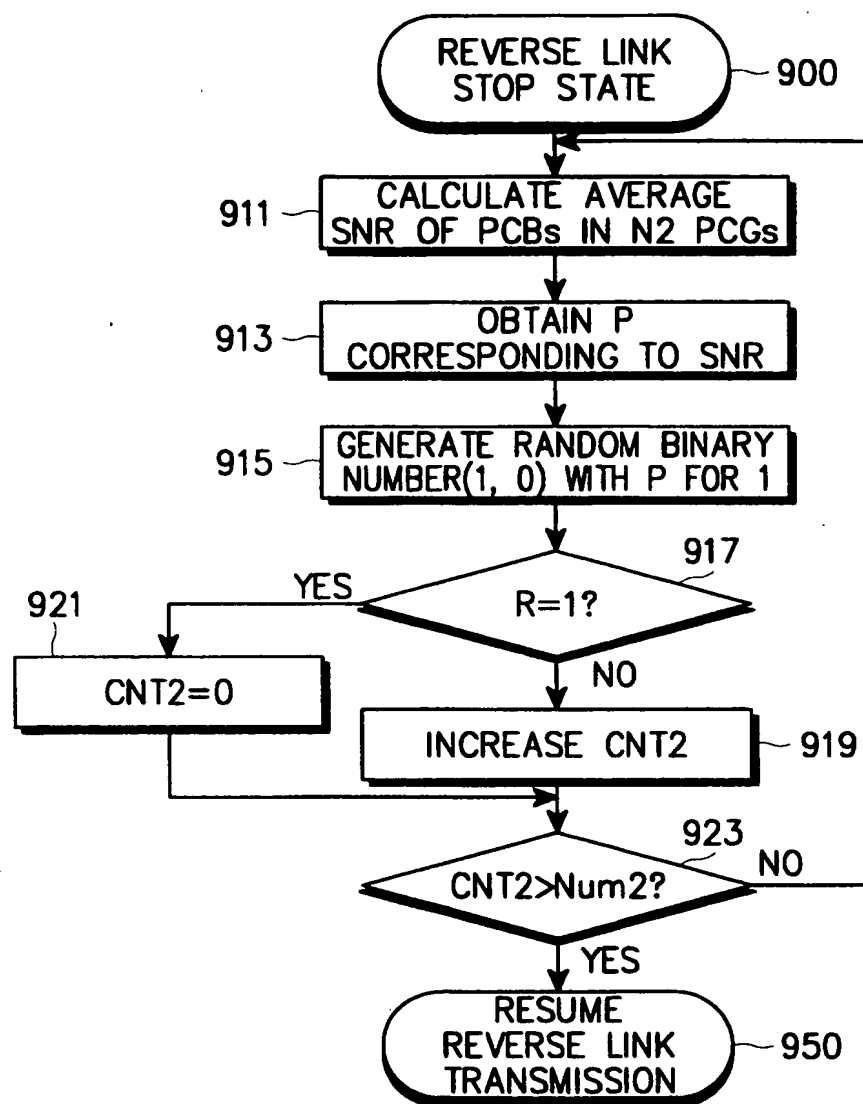 REVERSE LINK
STOP STATE
900
CALCULATE AVERAGE
SNR OF PCBs IN N2 PCGs
911
OBTAIN P
CORRESPONDING TO SNR
913
GENERATE RANDOM BINARY
NUMBER(1, 0) WITH P FOR 1
915
917
R=1?
YES
NO
921
CNT2=0
INCREASE CNT2
919
923
CNT2>Num2?
NO
YES
RESUME
REVERSE LINK
TRANSMISSION
950